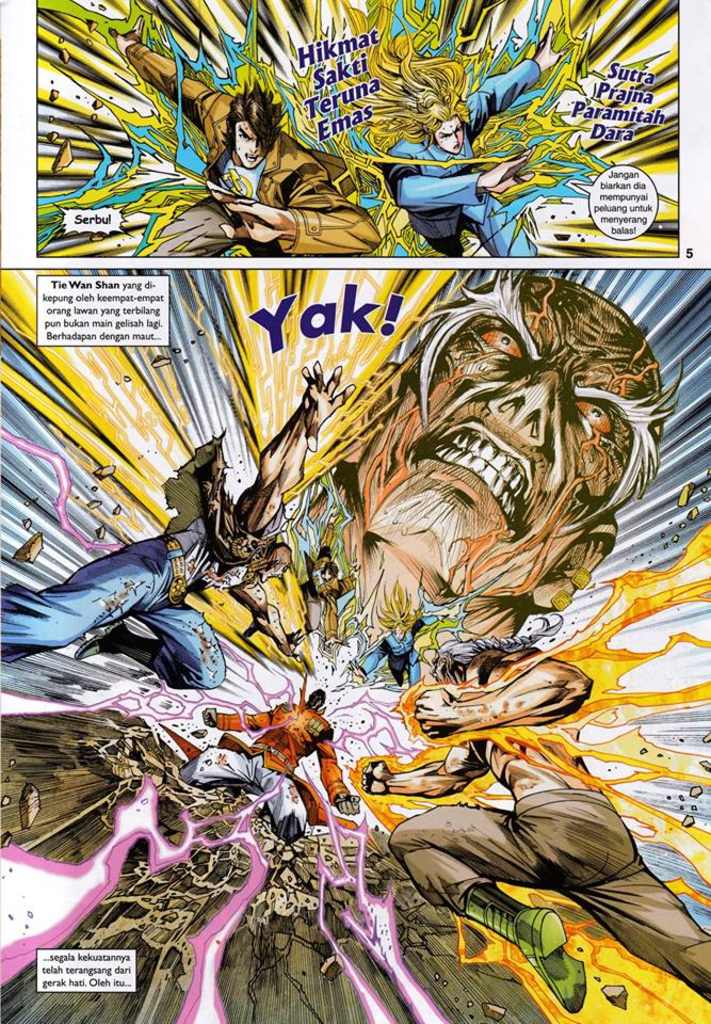 Hikmat
Sakti
Teruna
Emas
Sutra
Prajna
Paramitah
Dara
Serbu!
Jangan
biarkan dia
mempunyai
peluang untuk
menyerang
balas!
5
Tie Wan Shan yang di-
kepung oleh keempat-empat
orang lawan yang terbilang
pun bukan main gelisah lagi.
Berhadapan dengan maut...
Yak!
...segala kekuatannya
telah terangsang dari
gerak hati. Oleh itu...